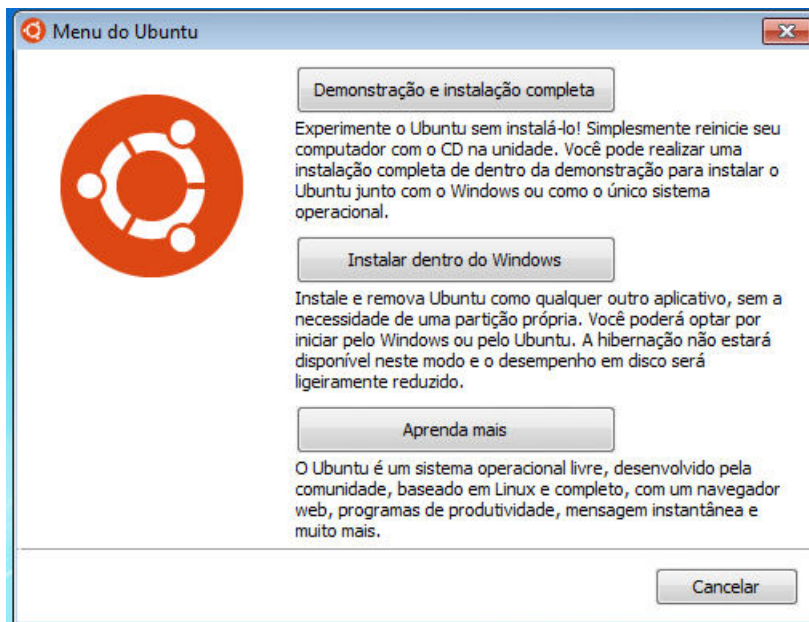 Menu do Ubuntu
Demonstração e instalação completa
Experimente o Ubuntu sem instalá-lo! Simplesmente reinicie seu
computador com o CD na unidade. Você pode realizar uma
instalação completa de dentro da demonstração para instalar o
Ubuntu junto com o Windows ou como o único sistema
operacional.
Instalar dentro do Windows
Instale e remova Ubuntu como qualquer outro aplicativo, sem a
necessidade de uma partição própria. Você poderá optar por
iniciar pelo Windows ou pelo Ubuntu. A hibernação não estará
disponível neste modo e o desempenho em disco será
ligeiramente reduzido.
Aprenda mais
O Ubuntu é um sistema operacional livre, desenvolvido pela
comunidade, baseado em Linux e completo, com um navegador
web, programas de produtividade, mensagem instantânea e
muito mais.
Cancelar